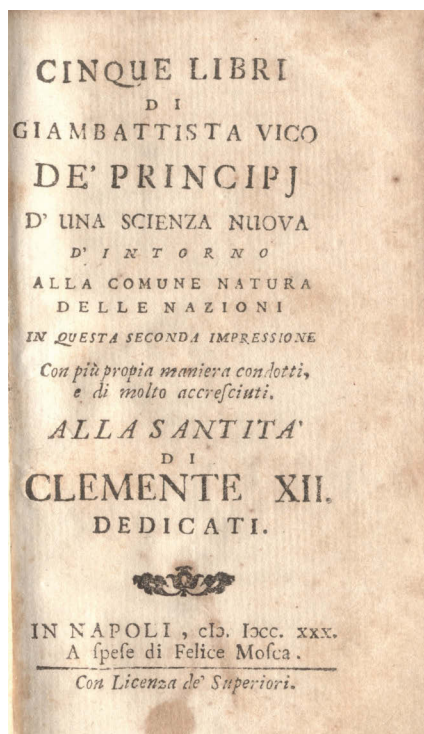 CINQUE LIBRI
DI
GIAMBATTISTA VICO
DE' PRINCIPJ
D' UNA SCIENZA NUOVA
D' INTORNO
ALLA COMUNE NATURA
DELLE NAZIONI
IN QUESTA SECONDA IMPRESSIONE
Con più propia maniera condotti,
e di molto accreſciuti.
ALLA SANTITA'
DI
CLEMENTE XII.
DEDICATI.
IN NAPOLI, cIↄ. Iↄcc. xxx.
A ſpeſe di Felice Moſca.
Con Licenza de' Superiori.